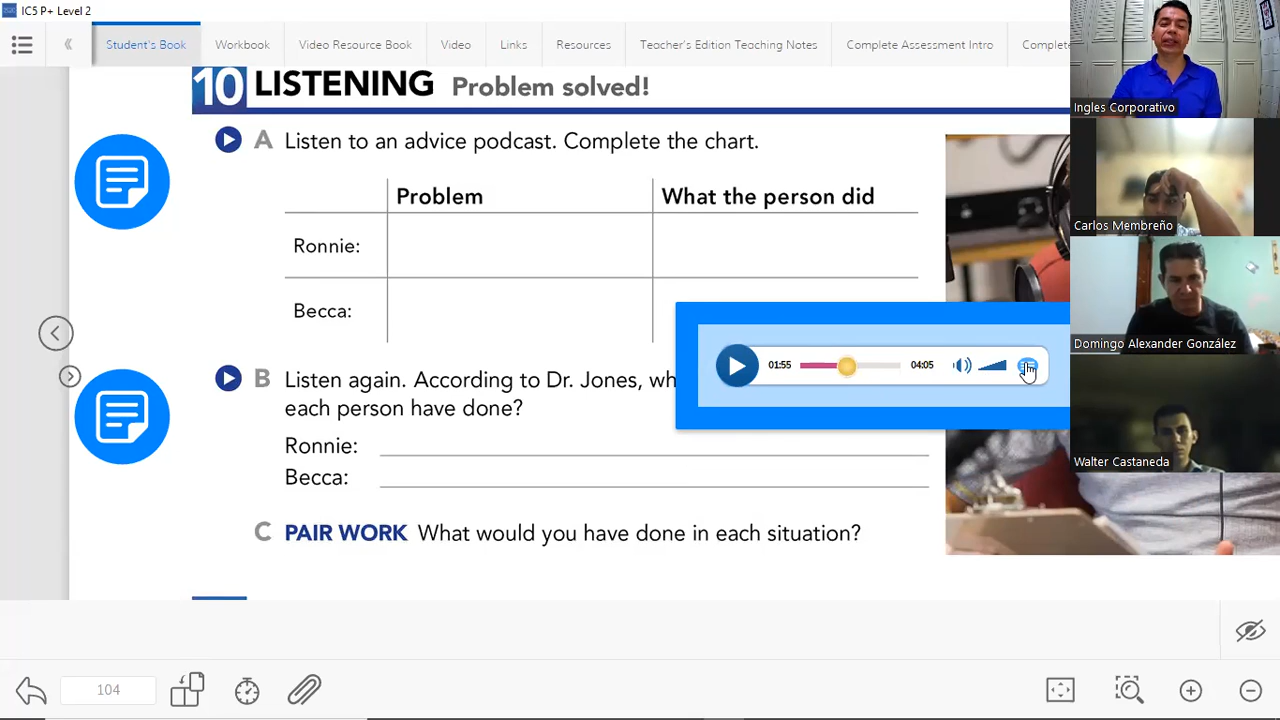 IC5 P+ Level 2
Student's Book
Workbook
Video Resourse Book
Video
Links
Resources
Teacher's Edition Teaching Notes
Complete Assessment Intro
Complete
10 LISTENING Problem solved!
A Listen to an advice podcast. Complete the chart.
Problem
What the person did
Ronnie:
Becca:
01:55
04:05
B Listen again. According to Dr. Jones, wh
each person have done?
Ronnie:
Becca:
C PAIR WORK What would you have done in each situation?
104
Ingles Corporativo
Carlos Membreño
Domingo Alexander González
Walter Castaneda